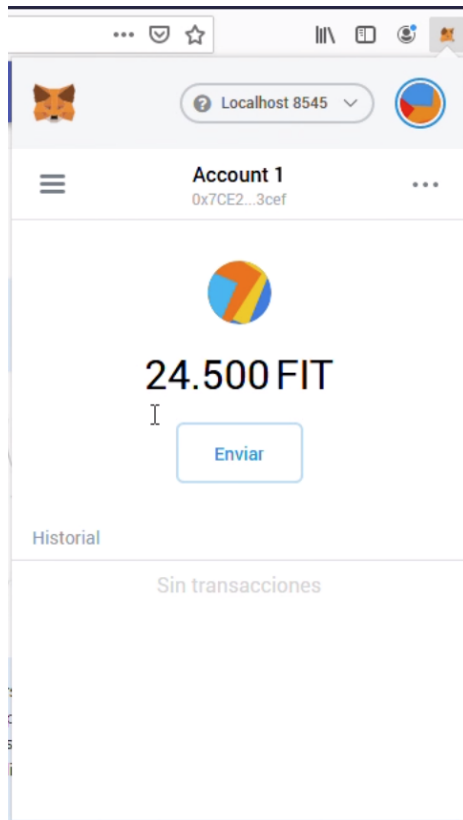 Localhost 8545
Account 1
0x7CE2...3cef
24.500 FIT
Enviar
Historial
Sin transacciones